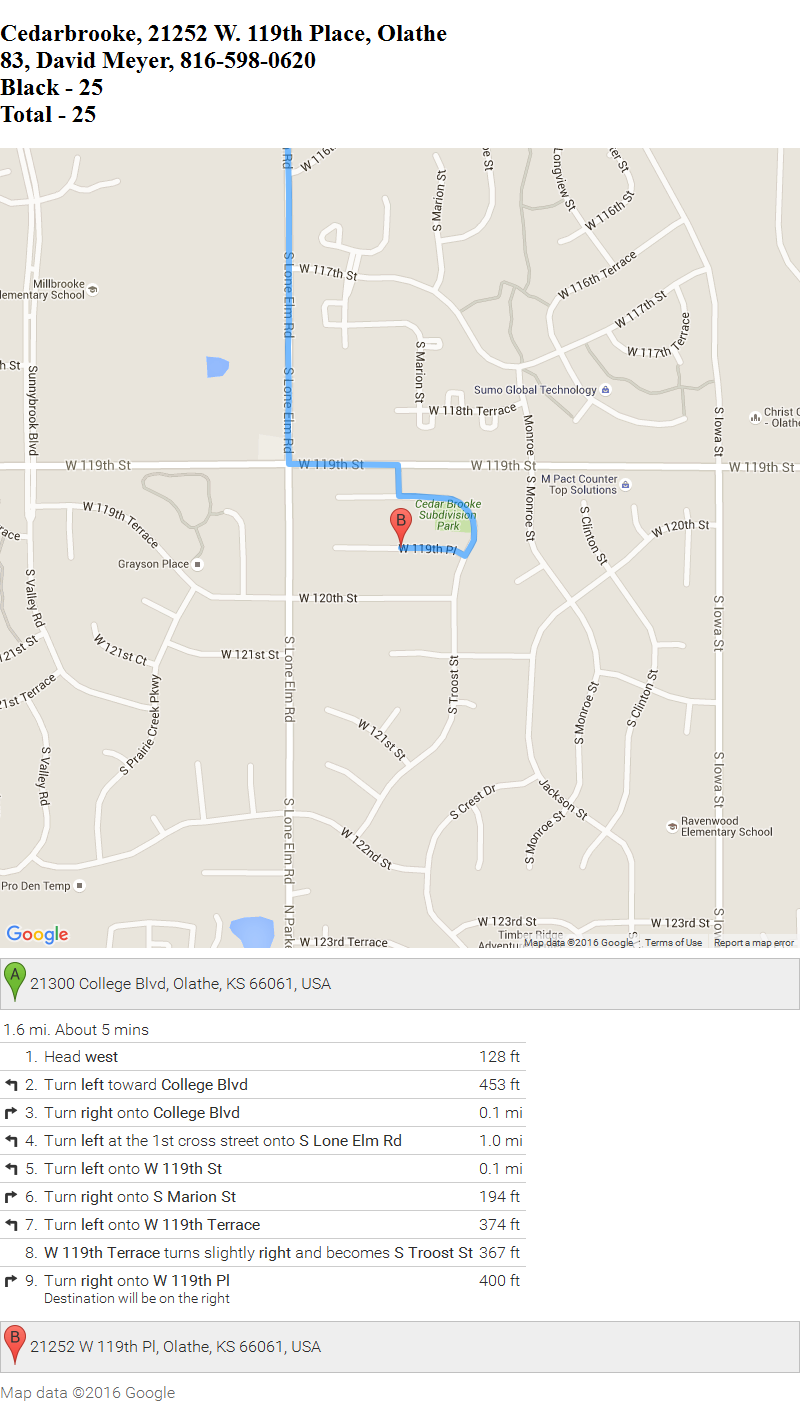 Cedarbrooke, 21252 W. 119th Place, Olathe
83, David Meyer, 816-598-0620
Black - 25
Total - 25
W 116th
S Marion St
Longview St
W 116th St
W 117th St
S Lone Elm Rd
W 116th Terrace
Millbrooke
lementary School
W 117th St
W 117th Terrace
h St
Sunnybrook Blvd
S Lone Elm Rd
S Marion St
Sumo Global Technology
W 118th Terrace
Monroe St
S Iowa St
Christ C
- Olathe
W 119th St
W 119th St
W 119th St
W 119th St
M Pact Counter
Top Solutions
Cedar Brooke
Subdivision
Park
W 119th Terrace
B
S Monroe St
S Clinton St
W 120th St
race
W 119th Pl
Grayson Place
S Valley Rd
W 120th St
S Iowa St
121st St
W 121st Ct
W 121st St
S Lone Elm Rd
S Troost St
21st Terrace
S Prairie Creek Pkwy
S Monroe St
S Clinton St
W 121st St
S Valley Rd
S Iowa St
S Crest Dr
Jackson St
S Lone Elm Rd
W 122nd St
S Monroe St
Ravenwood
Elementary School
Pro Den Temp
N Parke
W 123rd St
W 123rd St
Timber Ridge
Adventu
W 123rd Terrace
Google
Map data ©2016 Google
Terms of Use
Report a map error
A
21300 College Blvd, Olathe, KS 66061, USA
1.6 mi. About 5 mins
1. Head west 128 ft
2. Turn left toward College Blvd 453 ft
3. Turn right onto College Blvd 0.1 mi
4. Turn left at the 1st cross street onto S Lone Elm Rd 1.0 mi
5. Turn left onto W 119th St 0.1 mi
6. Turn right onto S Marion St 194 ft
7. Turn left onto W 119th Terrace 374 ft
8. W 119th Terrace turns slightly right and becomes S Troost St 367 ft
9. Turn right onto W 119th Pl 400 ft
Destination will be on the right
B
21252 W 119th Pl, Olathe, KS 66061, USA
Map data ©2016 Google